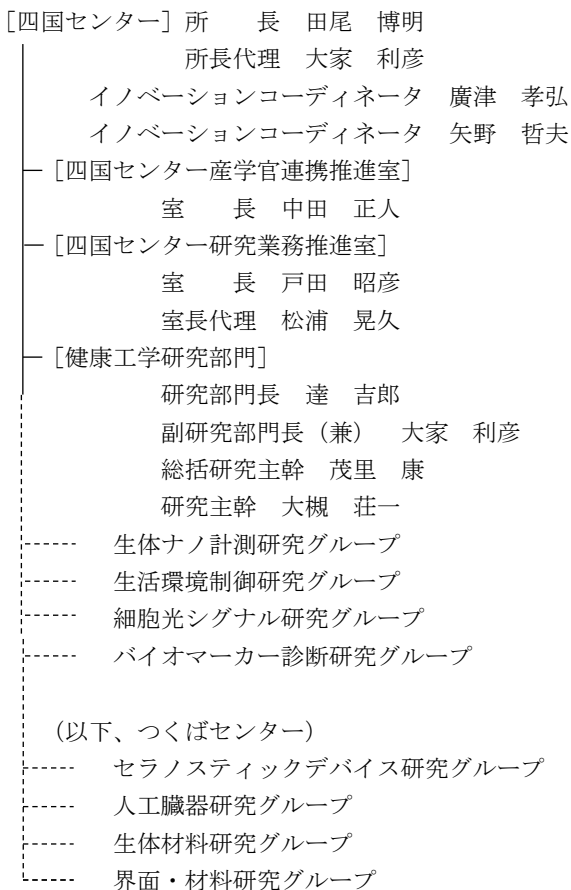 ［四国センター］所　　長　田尾　博明
所長代理　大家　利彦
イノベーションコーディネータ　廣津　孝弘
イノベーションコーディネータ　矢野　哲夫
［四国センター産学官連携推進室］
室　　長　中田　正人
［四国センター研究業務推進室］
室　　長　戸田　昭彦
室長代理　松浦　晃久
［健康工学研究部門］
研究部門長　達　吉郎
副研究部門長（兼）　大家　利彦
総括研究主幹　茂里　康
研究主幹　大槻　荘一
生体ナノ計測研究グループ
生活環境制御研究グループ
細胞光シグナル研究グループ
バイオマーカー診断研究グループ
（以下、つくばセンター）
セラノスティックデバイス研究グループ
人工臓器研究グループ
生体材料研究グループ
界面・材料研究グループ